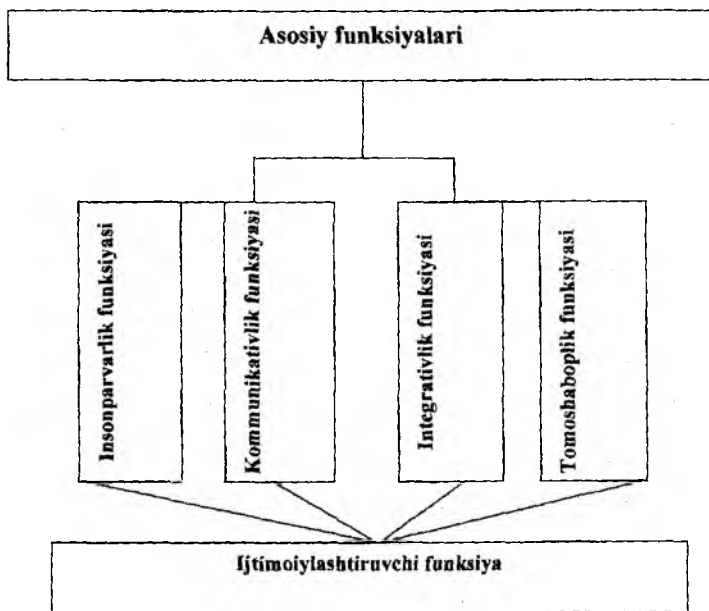 Asosiy funksiyalari
Insonparvarlik funksiyasi
Kommunikativlik funksiyasi
Integrativlik funksiyasi
Tomoshaboplik funksiyasi
Ijtimoiylashtiruvchi funksiya